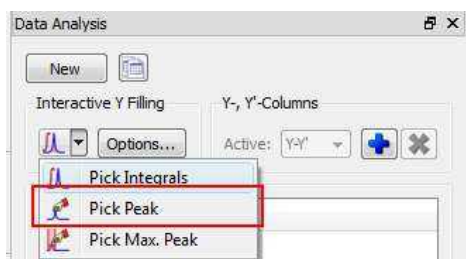 Data Analysis
New
Interactive Y Filling Y-, Y'-Columns
Options... Active: Y-Y'
Pick Integrals
Pick Peak
Pick Max. Peak